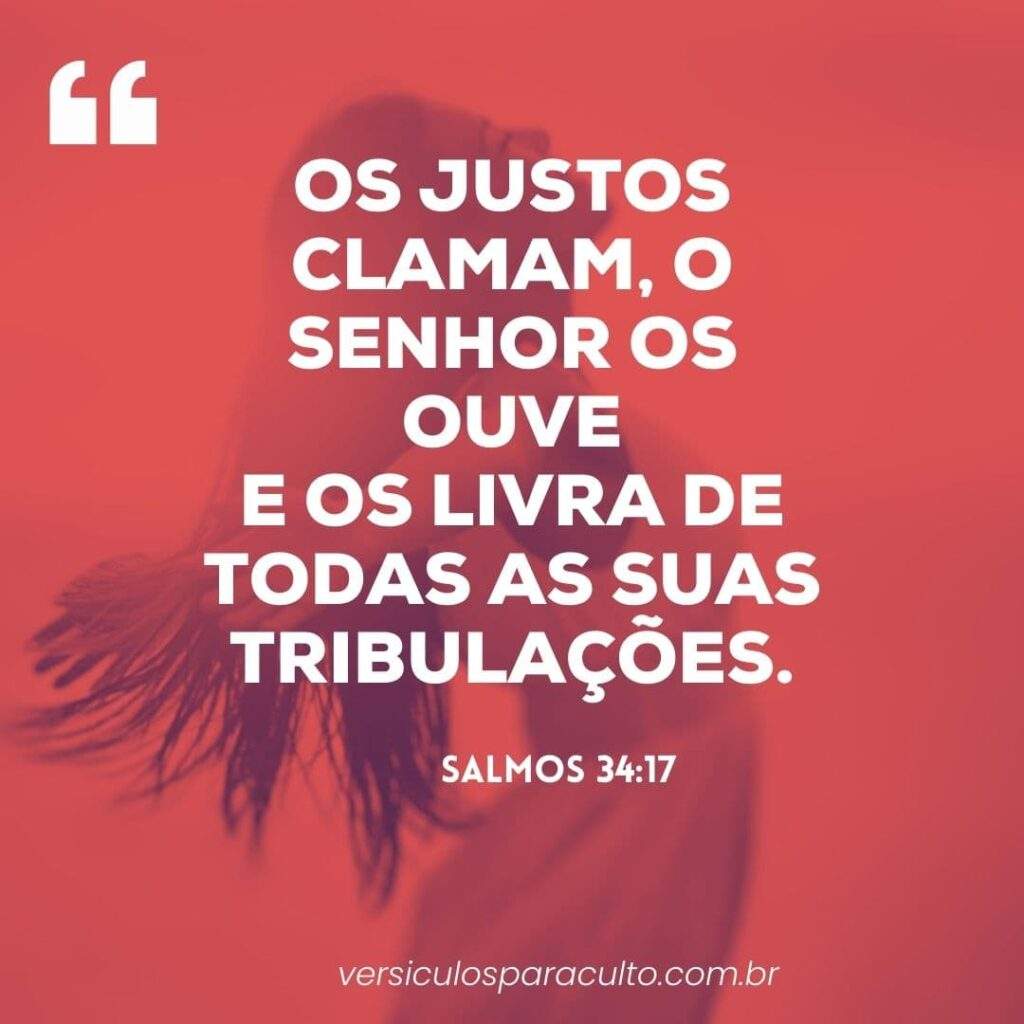 OS JUSTOS
CLAMAM, O
SENHOR OS
OUVE
E OS LIVRA DE
TODAS AS SUAS
TRIBULAÇÕES.
SALMOS 34:17
versiculosparaculto.com.br